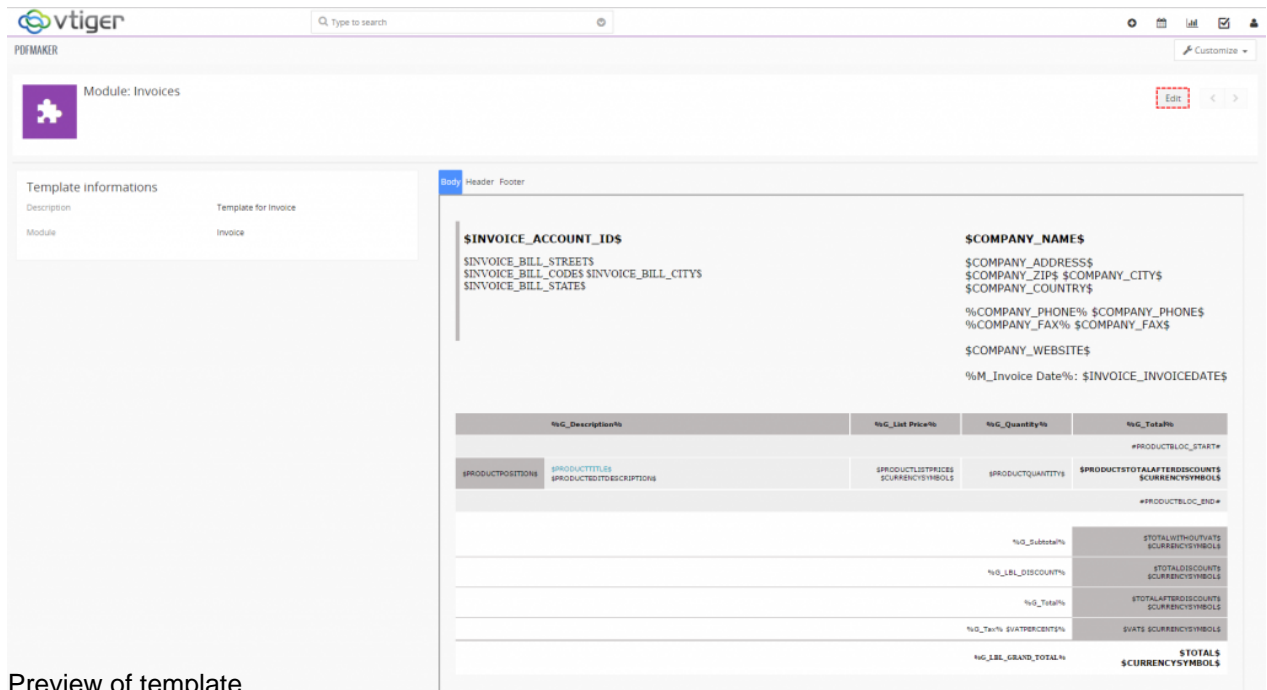 vtiger
Type to search
PDFMAKER
Customize
Module: Invoices
Edit
Template informations
Description Template for Invoice
Module Invoice
Body Header Footer
$INVOICE_ACCOUNT_ID$
$INVOICE_BILL_STREET$
$INVOICE_BILL_CODE$ $INVOICE_BILL_CITY$
$INVOICE_BILL_STATE$
$COMPANY_NAME$
$COMPANY_ADDRESS$
$COMPANY_ZIP$ $COMPANY_CITY$
$COMPANY_COUNTRY$
%COMPANY_PHONE% $COMPANY_PHONE$
%COMPANY_FAX% $COMPANY_FAX$
$COMPANY_WEBSITE$
%M_Invoice Date%: $INVOICE_INVOICEDATE$
%G_Description% %G_List Price% %G_Quantity% %G_Total%
#PRODUCTBLOC_START#
$PRODUCTPOSITION$ $PRODUCTTITLE$ $PRODUCTLISTPRICE$ $PRODUCTQUANTITY$ $PRODUCTSTOTALAFTERDISCOUNT$
$PRODUCTEDITDESCRIPTION$ $CURRENCYSYMBOL$ $CURRENCYSYMBOL$
#PRODUCTBLOC_END#
%G_Subtotal% $TOTALWITHOUTVAT$
$CURRENCYSYMBOL$
%G_LBL_DISCOUNT% $TOTALDISCOUNT$
$CURRENCYSYMBOL$
%G_Total% $TOTALAFTERDISCOUNT$
$CURRENCYSYMBOL$
%G_Tax% $VATPERCENT$% $VAT$ $CURRENCYSYMBOL$
%G_LBL_GRAND_TOTAL% $TOTAL$
$CURRENCYSYMBOL$
Preview of template